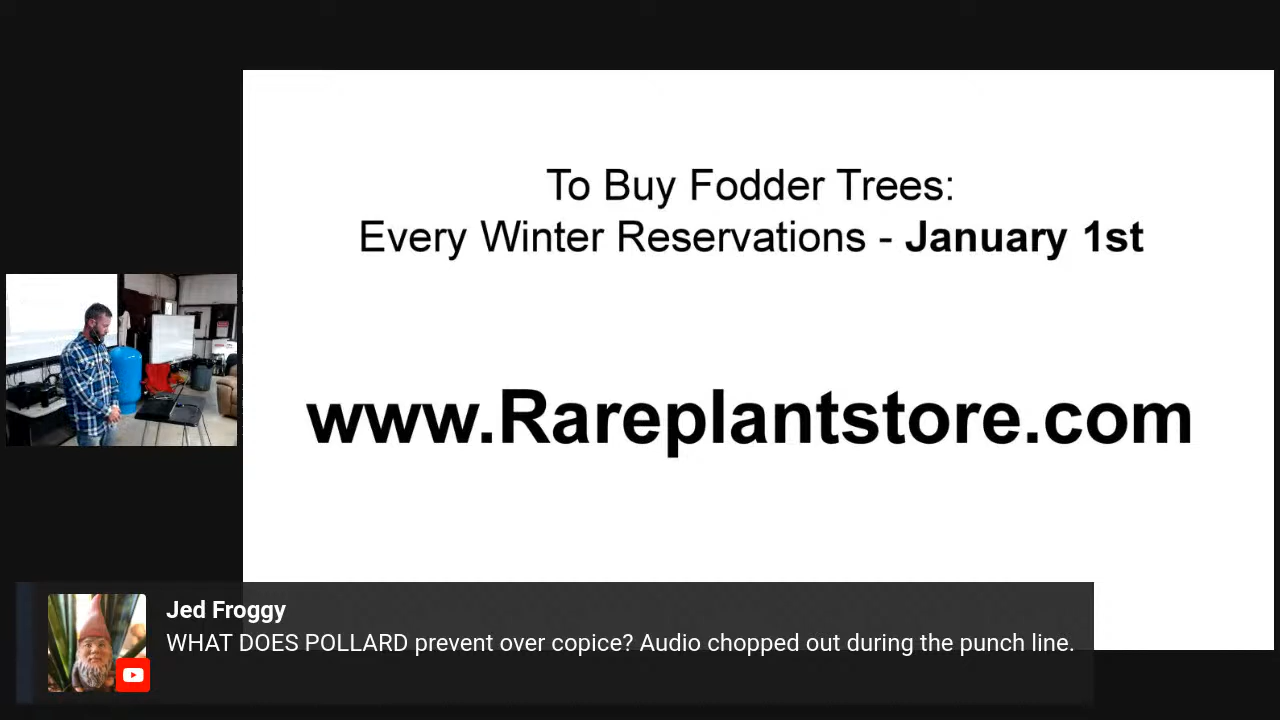 To Buy Fodder Trees:
Every Winter Reservations - January 1st
www.Rareplantstore.com
Jed Froggy
WHAT DOES POLLARD prevent over copice? Audio chopped out during the punch line.